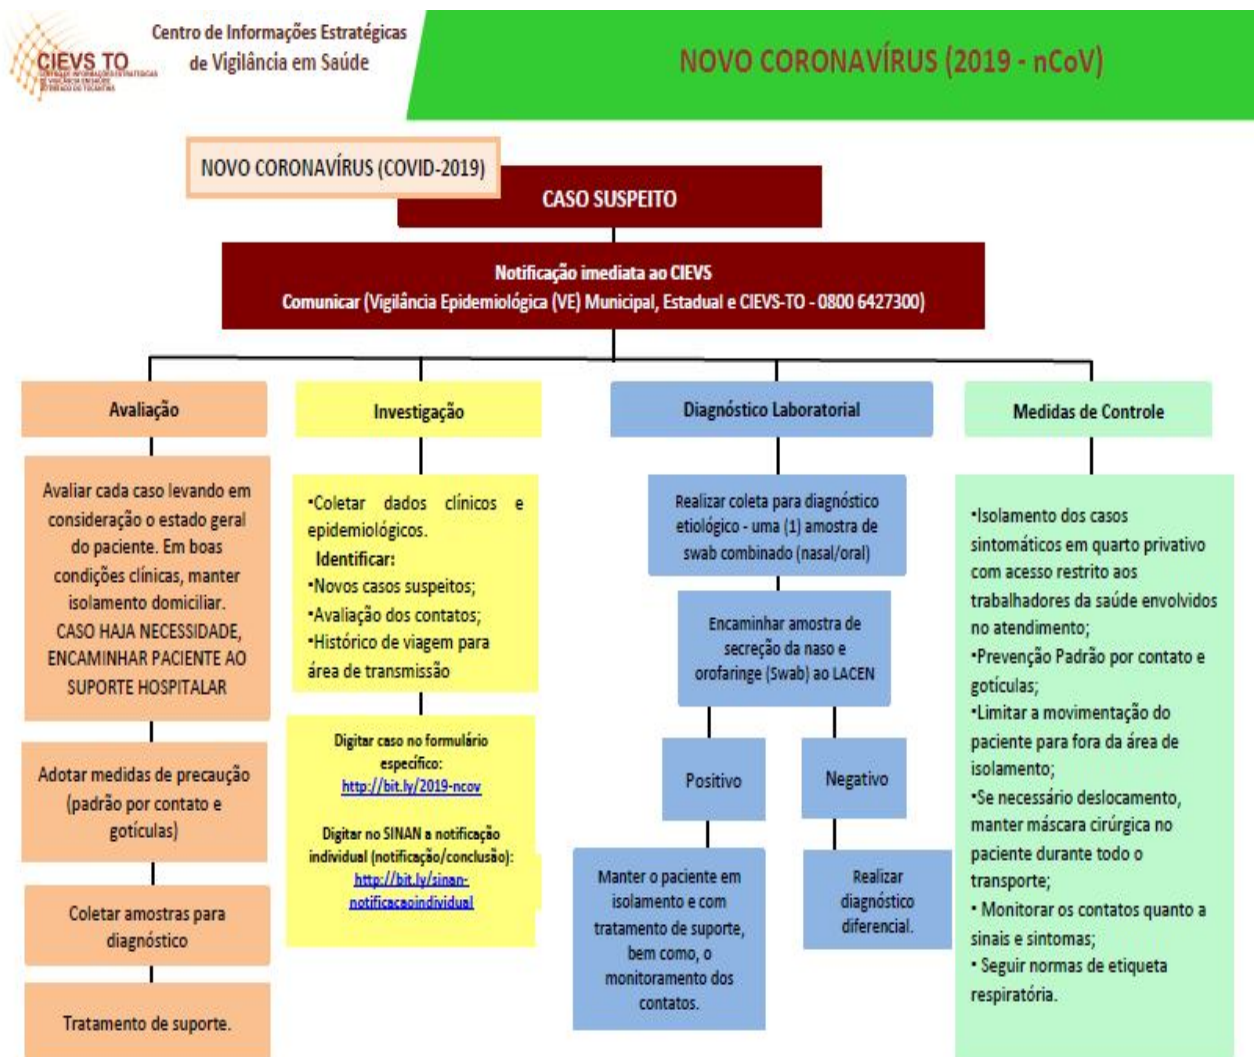 CIEVS TO
CENTRO DE INFORMAÇÕES ESTRATÉGICAS
DE VIGILÂNCIA EM SAÚDE
Centro de Informações Estratégicas
de Vigilância em Saúde
NOVO CORONAVÍRUS (2019 - nCoV)
NOVO CORONAVÍRUS (COVID-2019)
CASO SUSPEITO
Notificação imediata ao CIEVS
Comunicar (Vigilância Epidemiológica (VE) Municipal, Estadual e CIEVS-TO - 0800 6427300)
Avaliação
Avaliar cada caso levando em
consideração o estado geral
do paciente. Em boas
condições clínicas, manter
isolamento domiciliar.
CASO HAJA NECESSIDADE,
ENCAMINHAR PACIENTE AO
SUPORTE HOSPITALAR
Adotar medidas de precaução
(padrão por contato e
gotículas)
Coletar amostras para
diagnóstico
Tratamento de suporte.
Investigação
•Coletar dados clínicos e
epidemiológicos.
Identificar:
•Novos casos suspeitos;
•Avaliação dos contatos;
•Histórico de viagem para
área de transmissão
Digitar caso no formulário
específico:
http://bit.ly/2019-ncov
Digitar no SINAN a notificação
individual (notificação/conclusão):
http://bit.ly/sinan-
notificacaoindividual
Diagnóstico Laboratorial
Realizar coleta para diagnóstico
etiológico - uma (1) amostra de
swab combinado (nasal/oral)
Encaminhar amostra de
secreção da naso e
orofaringe (Swab) ao LACEN
Positivo
Negativo
Manter o paciente em
isolamento e com
tratamento de suporte,
bem como, o
monitoramento dos
contatos.
Realizar
diagnóstico
diferencial.
Medidas de Controle
•Isolamento dos casos
sintomáticos em quarto privativo
com acesso restrito aos
trabalhadores da saúde envolvidos
no atendimento;
•Prevenção Padrão por contato e
gotículas;
•Limitar a movimentação do
paciente para fora da área de
isolamento;
•Se necessário deslocamento,
manter máscara cirúrgica no
paciente durante todo o
transporte;
• Monitorar os contatos quanto a
sinais e sintomas;
• Seguir normas de etiqueta
respiratória.